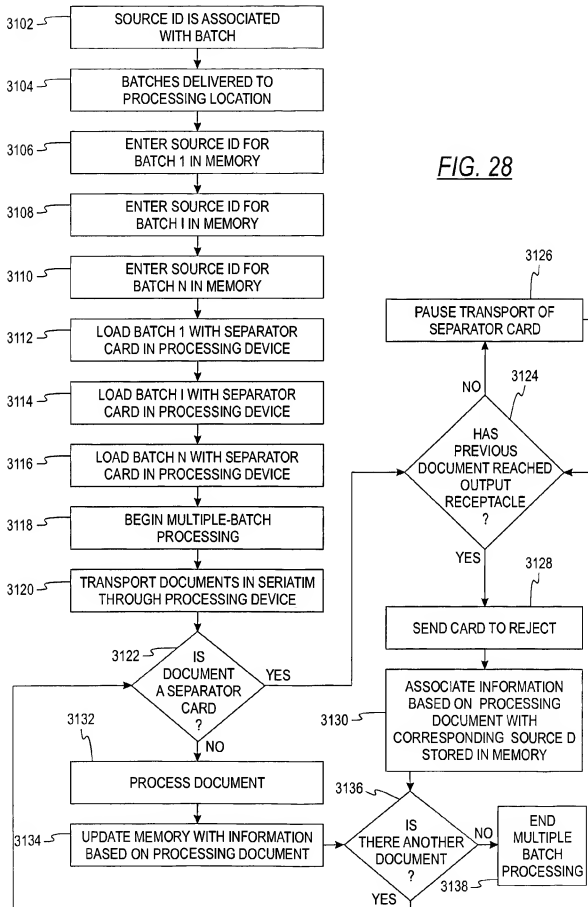 3102
SOURCE ID IS ASSOCIATED
WITH BATCH
3104
BATCHES DELIVERED TO
PROCESSING LOCATION
3106
ENTER SOURCE ID FOR
BATCH 1 IN MEMORY
3108
ENTER SOURCE ID FOR
BATCH I IN MEMORY
3110
ENTER SOURCE ID FOR
BATCH N IN MEMORY
3112
LOAD BATCH 1 WITH SEPARATOR
CARD IN PROCESSING DEVICE
3114
LOAD BATCH I WITH SEPARATOR
CARD IN PROCESSING DEVICE
3116
LOAD BATCH N WITH SEPARATOR
CARD IN PROCESSING DEVICE
3118
BEGIN MULTIPLE-BATCH
PROCESSING
3120
TRANSPORT DOCUMENTS IN SERIATIM
THROUGH PROCESSING DEVICE
3122
IS
DOCUMENT
A SEPARATOR
CARD
?
YES
NO
3132
PROCESS DOCUMENT
3134
UPDATE MEMORY WITH INFORMATION
BASED ON PROCESSING DOCUMENT
FIG. 28
3126
PAUSE TRANSPORT OF
SEPARATOR CARD
NO
3124
HAS
PREVIOUS
DOCUMENT REACHED
OUTPUT
RECEPTACLE
?
YES
3128
SEND CARD TO REJECT
3130
ASSOCIATE INFORMATION
BASED ON PROCESSING
DOCUMENT WITH
CORRESPONDING SOURCE D
STORED IN MEMORY
3136
IS
THERE ANOTHER
DOCUMENT
?
NO
YES
END
MULTIPLE
BATCH
PROCESSING
3138